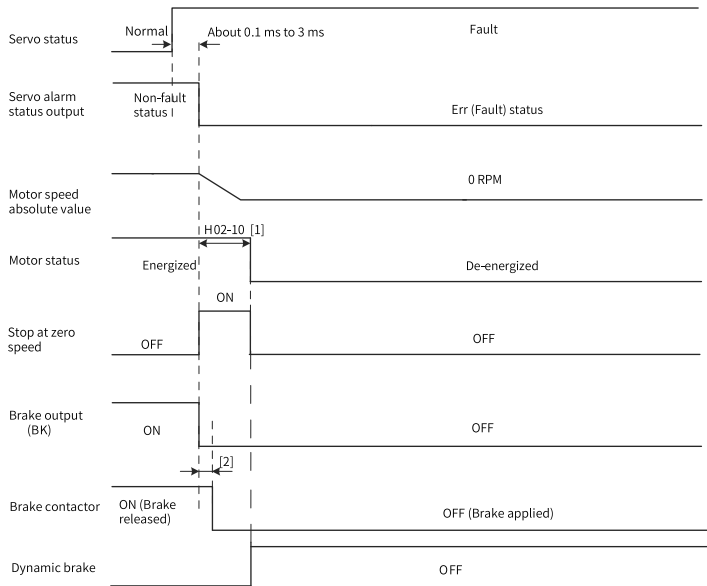 Servo status
Normal
About 0.1 ms to 3 ms
Fault
Servo alarm
status output
Non-fault
status
Err (Fault) status
Motor speed
absolute value
0 RPM
H02-10 [1]
Motor status
Energized
De-energized
ON
Stop at zero
speed
OFF
OFF
Brake output
(BK)
ON
OFF
[2]
Brake contactor
ON (Brake
released)
OFF (Brake applied)
Dynamic brake
OFF